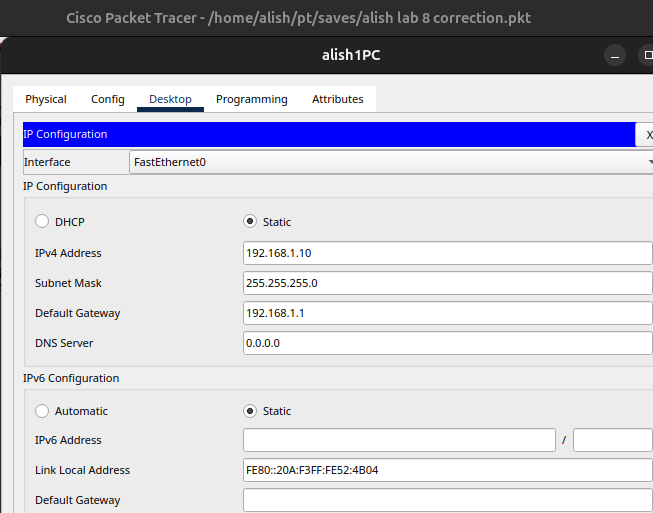 Cisco Packet Tracer - /home/alish/pt/saves/alish lab 8 correction.pkt
alish1PC
Physical Config Desktop Programming Attributes
IP Configuration X
Interface FastEthernet0
IP Configuration
DHCP Static
IPv4 Address 192.168.1.10
Subnet Mask 255.255.255.0
Default Gateway 192.168.1.1
DNS Server 0.0.0.0
IPv6 Configuration
Automatic Static
IPv6 Address /
Link Local Address FE80::20A:F3FF:FE52:4B04
Default Gateway